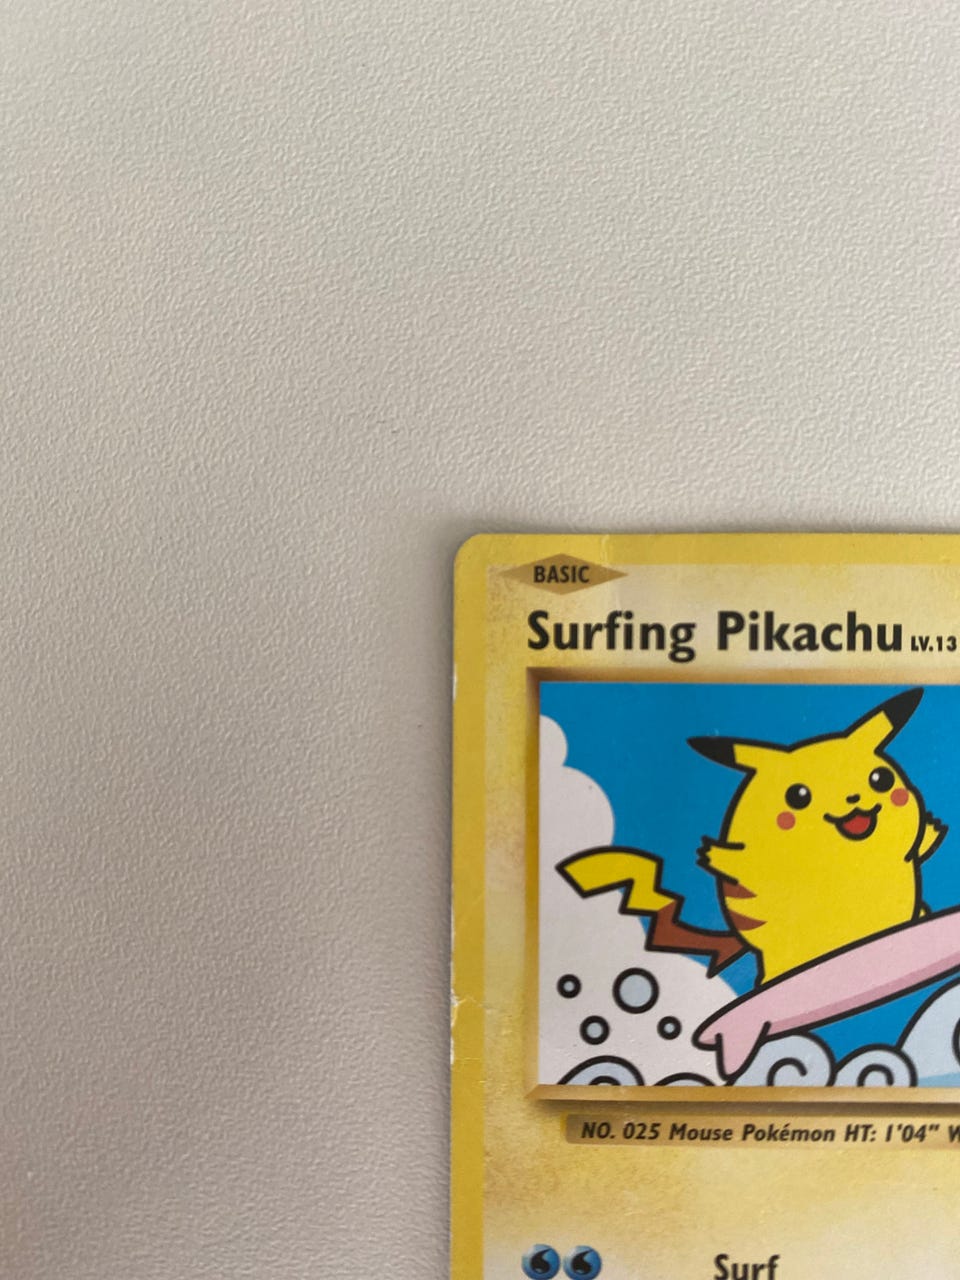 BASIC
Surfing Pikachu LV.13
NO. 025 Mouse Pokémon HT: 1'04"
Surf